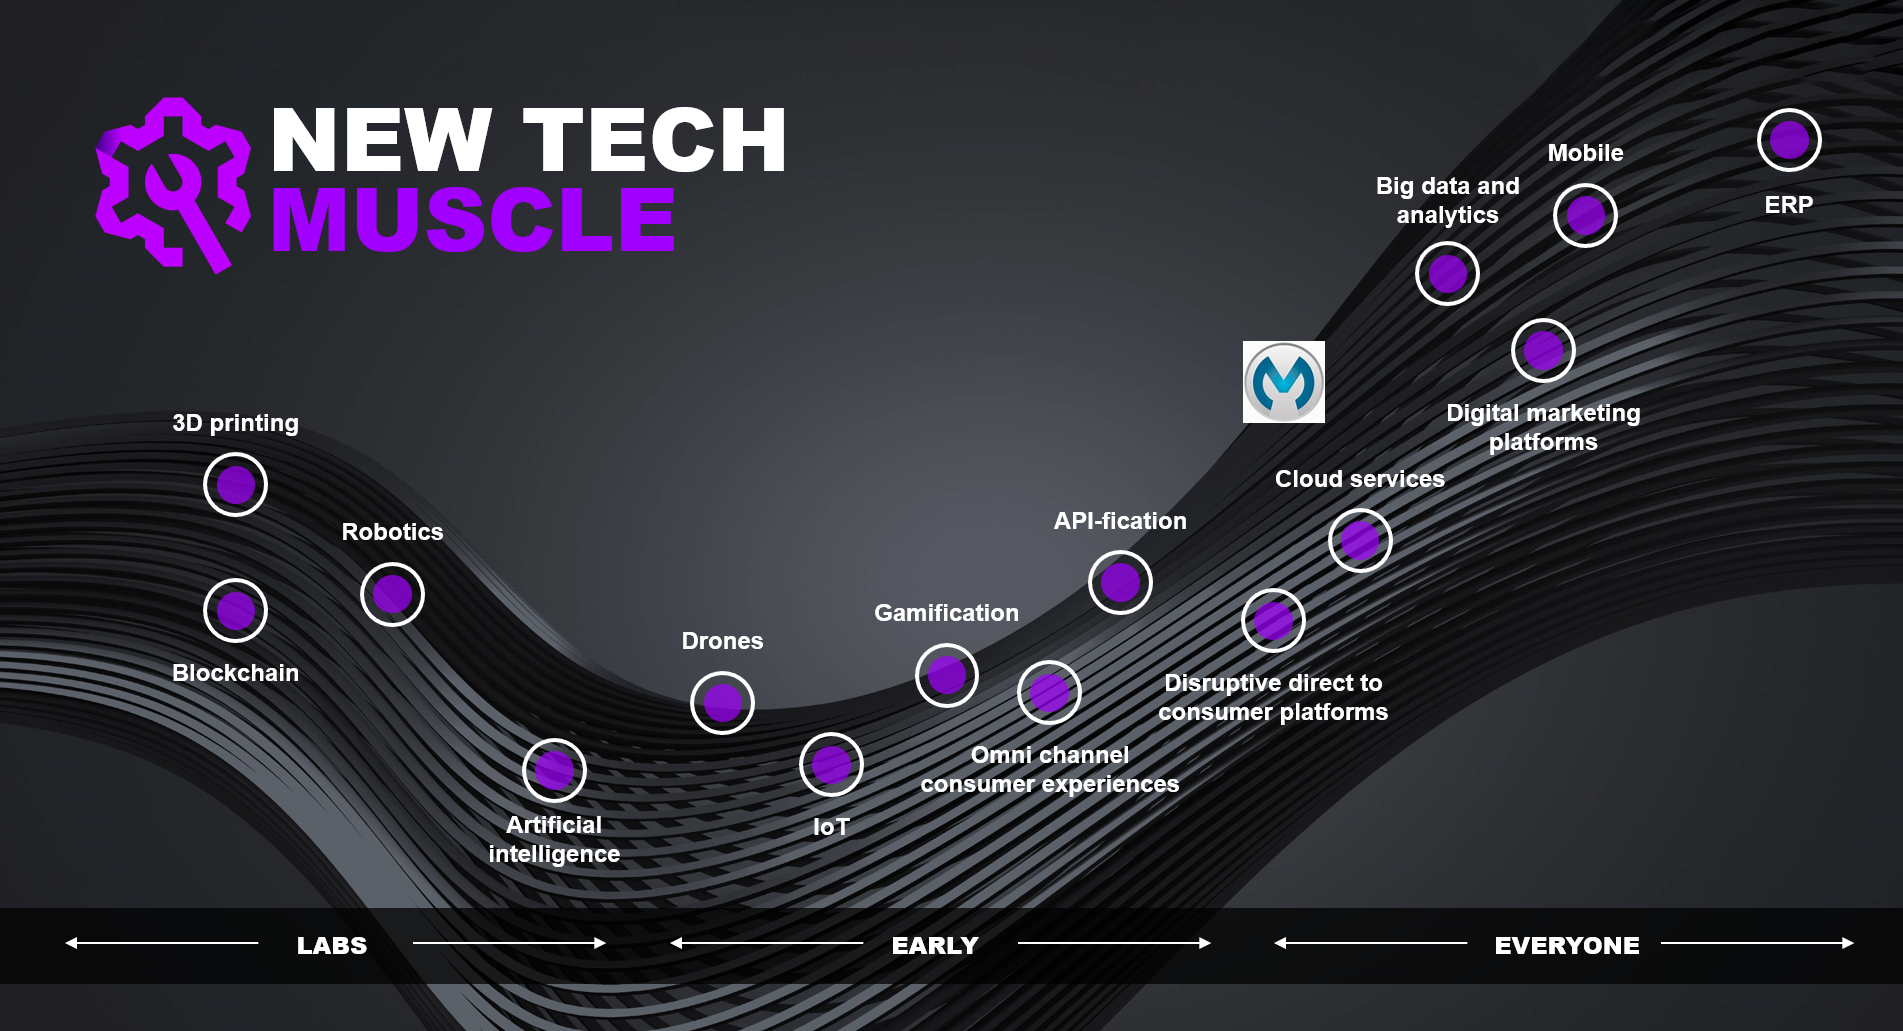 NEW TECH
MUSCLE
Mobile
Big data and
analytics
ERP
Digital marketing
platforms
3D printing
Cloud services
API-fication
Robotics
Gamification
Drones
Blockchain
Disruptive direct to
consumer platforms
Omni channel
consumer experiences
Artificial
intelligence
IoT
LABS
EARLY
EVERYONE